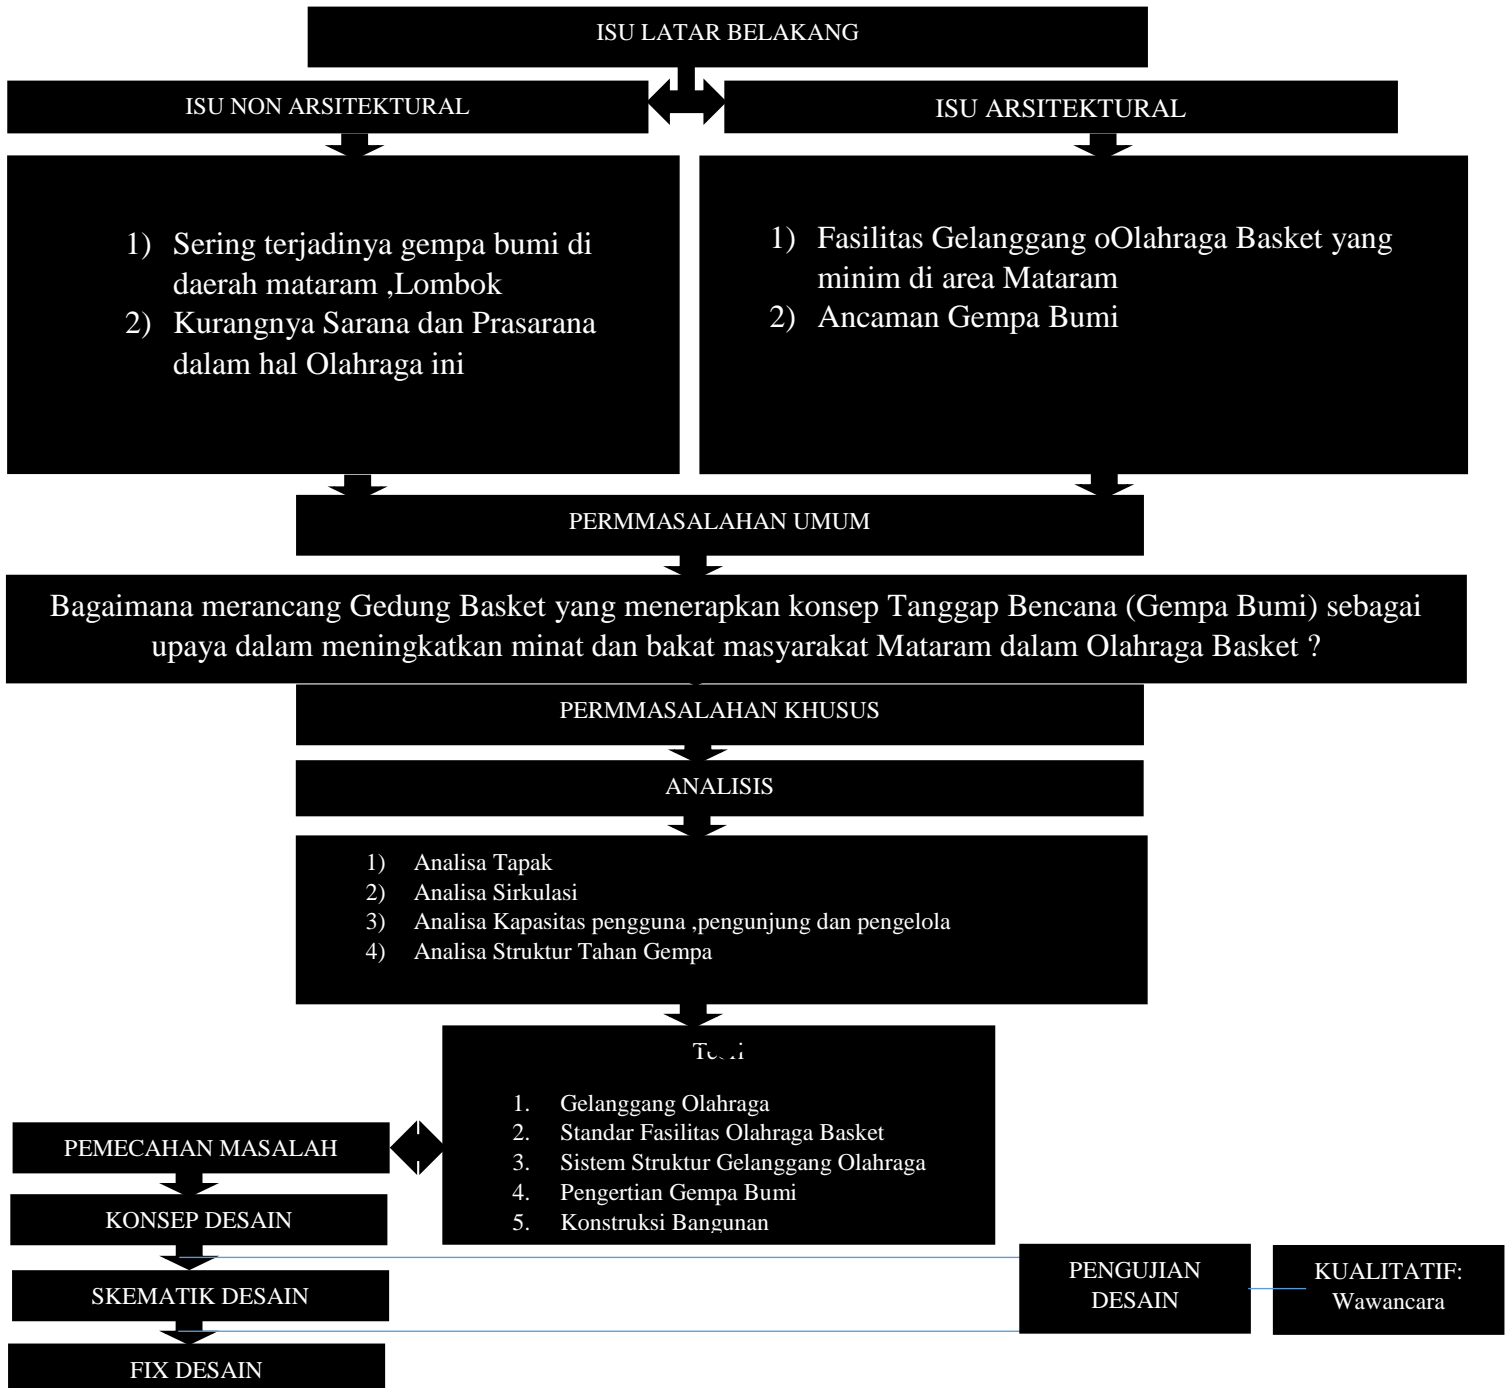 ISU LATAR BELAKANG
ISU NON ARSITEKTURAL
ISU ARSITEKTURAL
1) Sering terjadinya gempa bumi di
daerah mataram ,Lombok
2) Kurangnya Sarana dan Prasarana
dalam hal Olahraga ini
1) Fasilitas Gelanggang oOlahraga Basket yang
minim di area Mataram
2) Ancaman Gempa Bumi
PERMMASALAHAN UMUM
Bagaimana merancang Gedung Basket yang menerapkan konsep Tanggap Bencana (Gempa Bumi) sebagai
upaya dalam meningkatkan minat dan bakat masyarakat Mataram dalam Olahraga Basket ?
PERMMASALAHAN KHUSUS
ANALISIS
1) Analisa Tapak
2) Analisa Sirkulasi
3) Analisa Kapasitas pengguna ,pengunjung dan pengelola
4) Analisa Struktur Tahan Gempa
1. Gelanggang Olahraga
2. Standar Fasilitas Olahraga Basket
3. Sistem Struktur Gelanggang Olahraga
4. Pengertian Gempa Bumi
5. Konstruksi Bangunan
PEMECAHAN MASALAH
KONSEP DESAIN
SKEMATIK DESAIN
FIX DESAIN
PENGUJIAN
DESAIN
KUALITATIF:
Wawancara